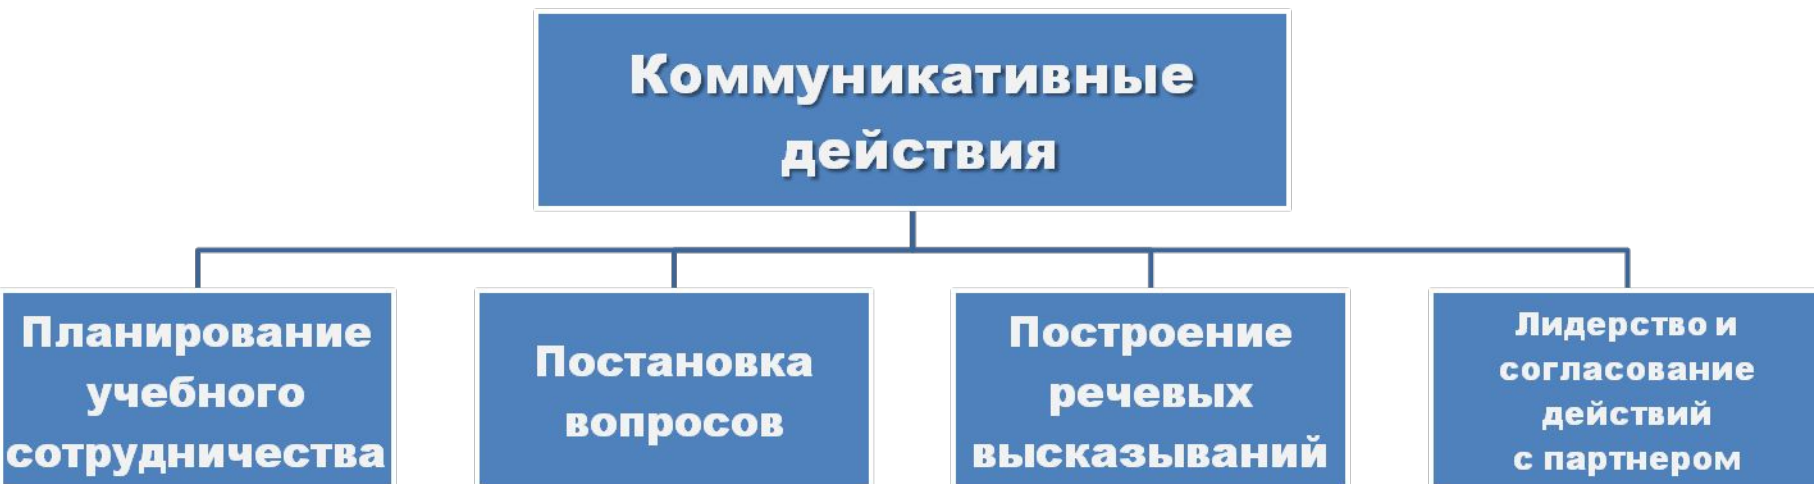 Коммуникативные
действия
Планирование
учебного
сотрудничества
Постановка
вопросов
Построение
речевых
высказываний
Лидерство и
согласование
действий
с партнером